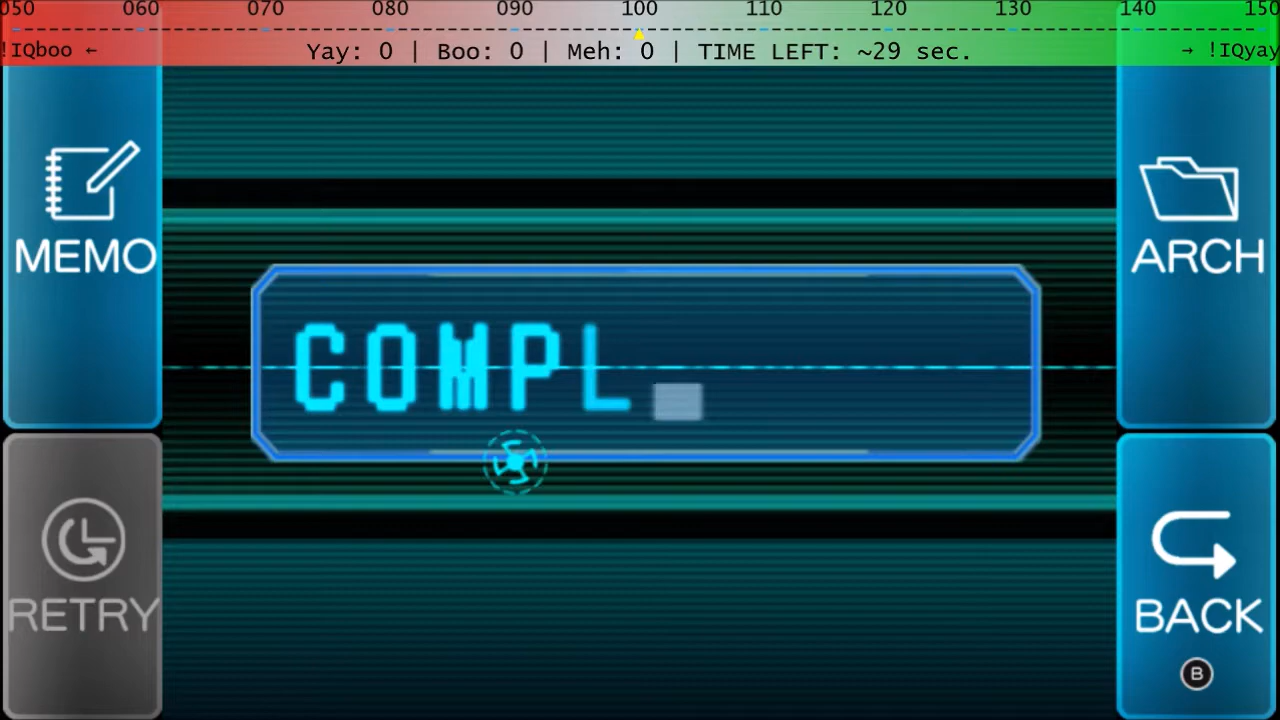 050 060 070 080 090 100 110 120 130 140 150
!IQboo ← Yay: 0 | Boo: 0 | Meh: 0 | TIME LEFT: ~29 sec. → !IQyay
MEMO
ARCH
COMPL
RETRY
BACK
B